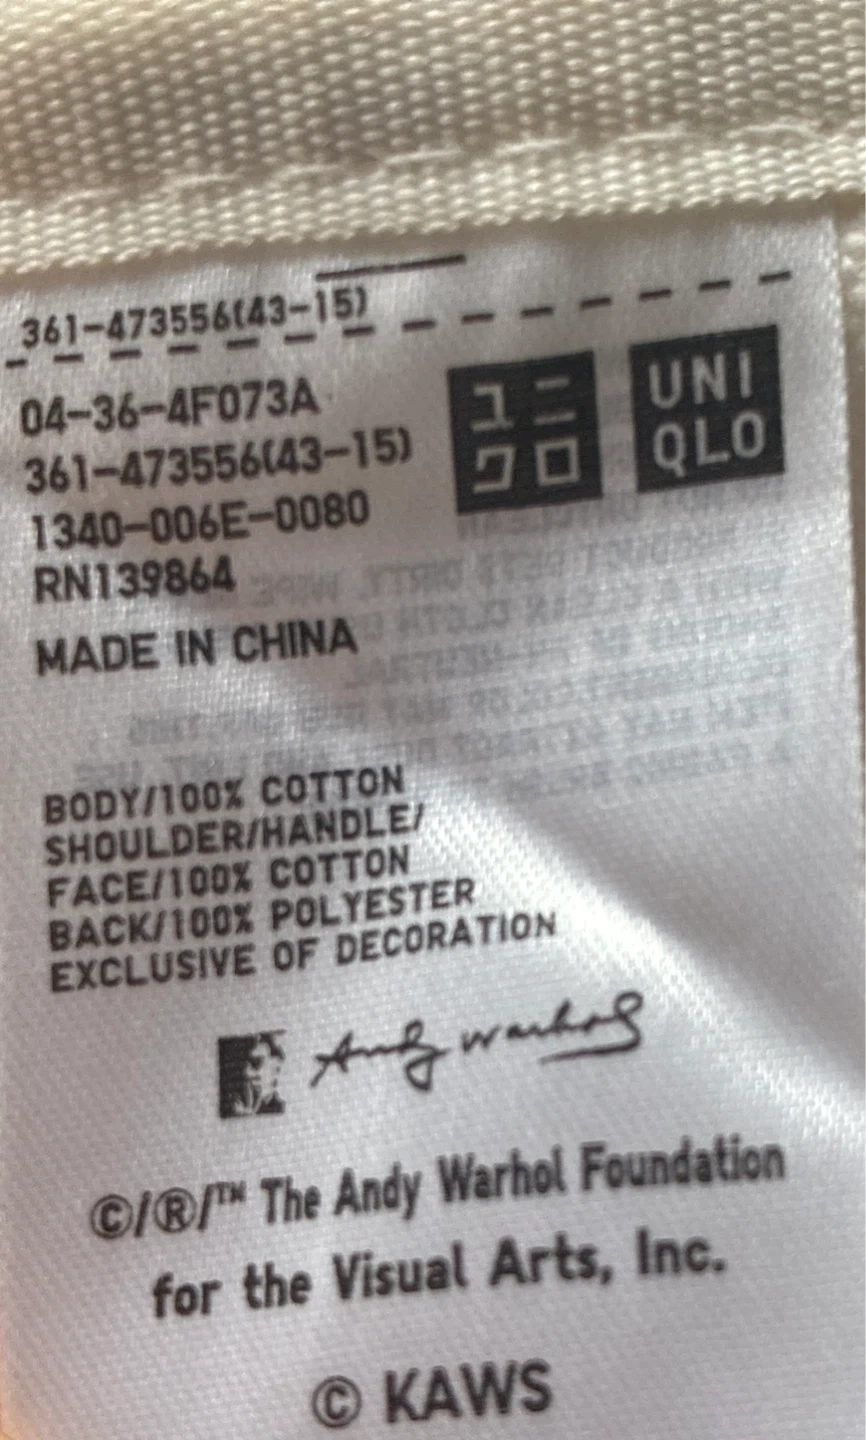 361-473556(43-15)
04-36-4F073A
361-473556(43-15)
1340-006E-0080
RN139864
MADE IN CHINA
ユニ
クロ
UNI
QLO
BODY/100% COTTON
SHOULDER/HANDLE/
FACE/100% COTTON
BACK/100% POLYESTER
EXCLUSIVE OF DECORATION
Andy Warhol
©/®/™ The Andy Warhol Foundation
for the Visual Arts, Inc.
© KAWS